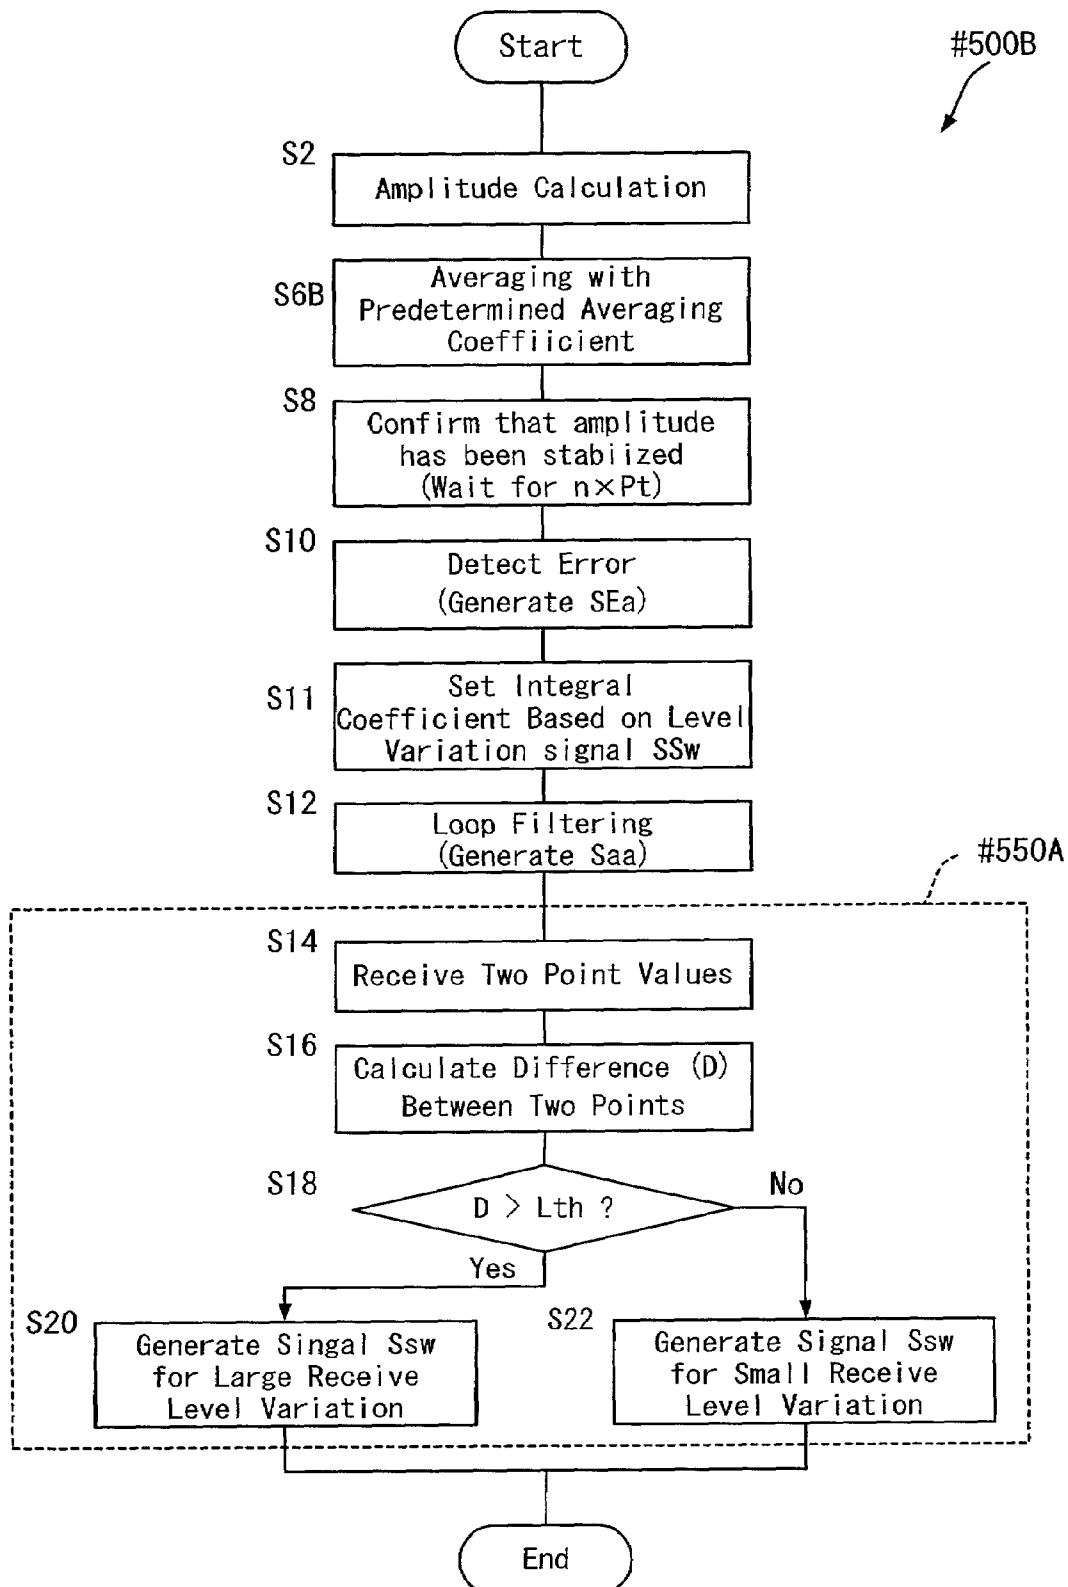 Start
#500B
S2
Amplitude Calculation
S6B
Averaging with
Predetermined Averaging
Coeffiicient
S8
Confirm that amplitude
has been stabiized
(Wait for n×Pt)
S10
Detect Error
(Generate SEa)
S11
Set Integral
Coefficient Based on Level
Variation signal SSw
S12
Loop Filtering
(Generate Saa)
#550A
S14
Receive Two Point Values
S16
Calculate Difference (D)
Between Two Points
S18
D > Lth ?
No
Yes
S20
Generate Singal Ssw
for Large Receive
Level Variation
S22
Generate Signal Ssw
for Small Receive
Level Variation
End